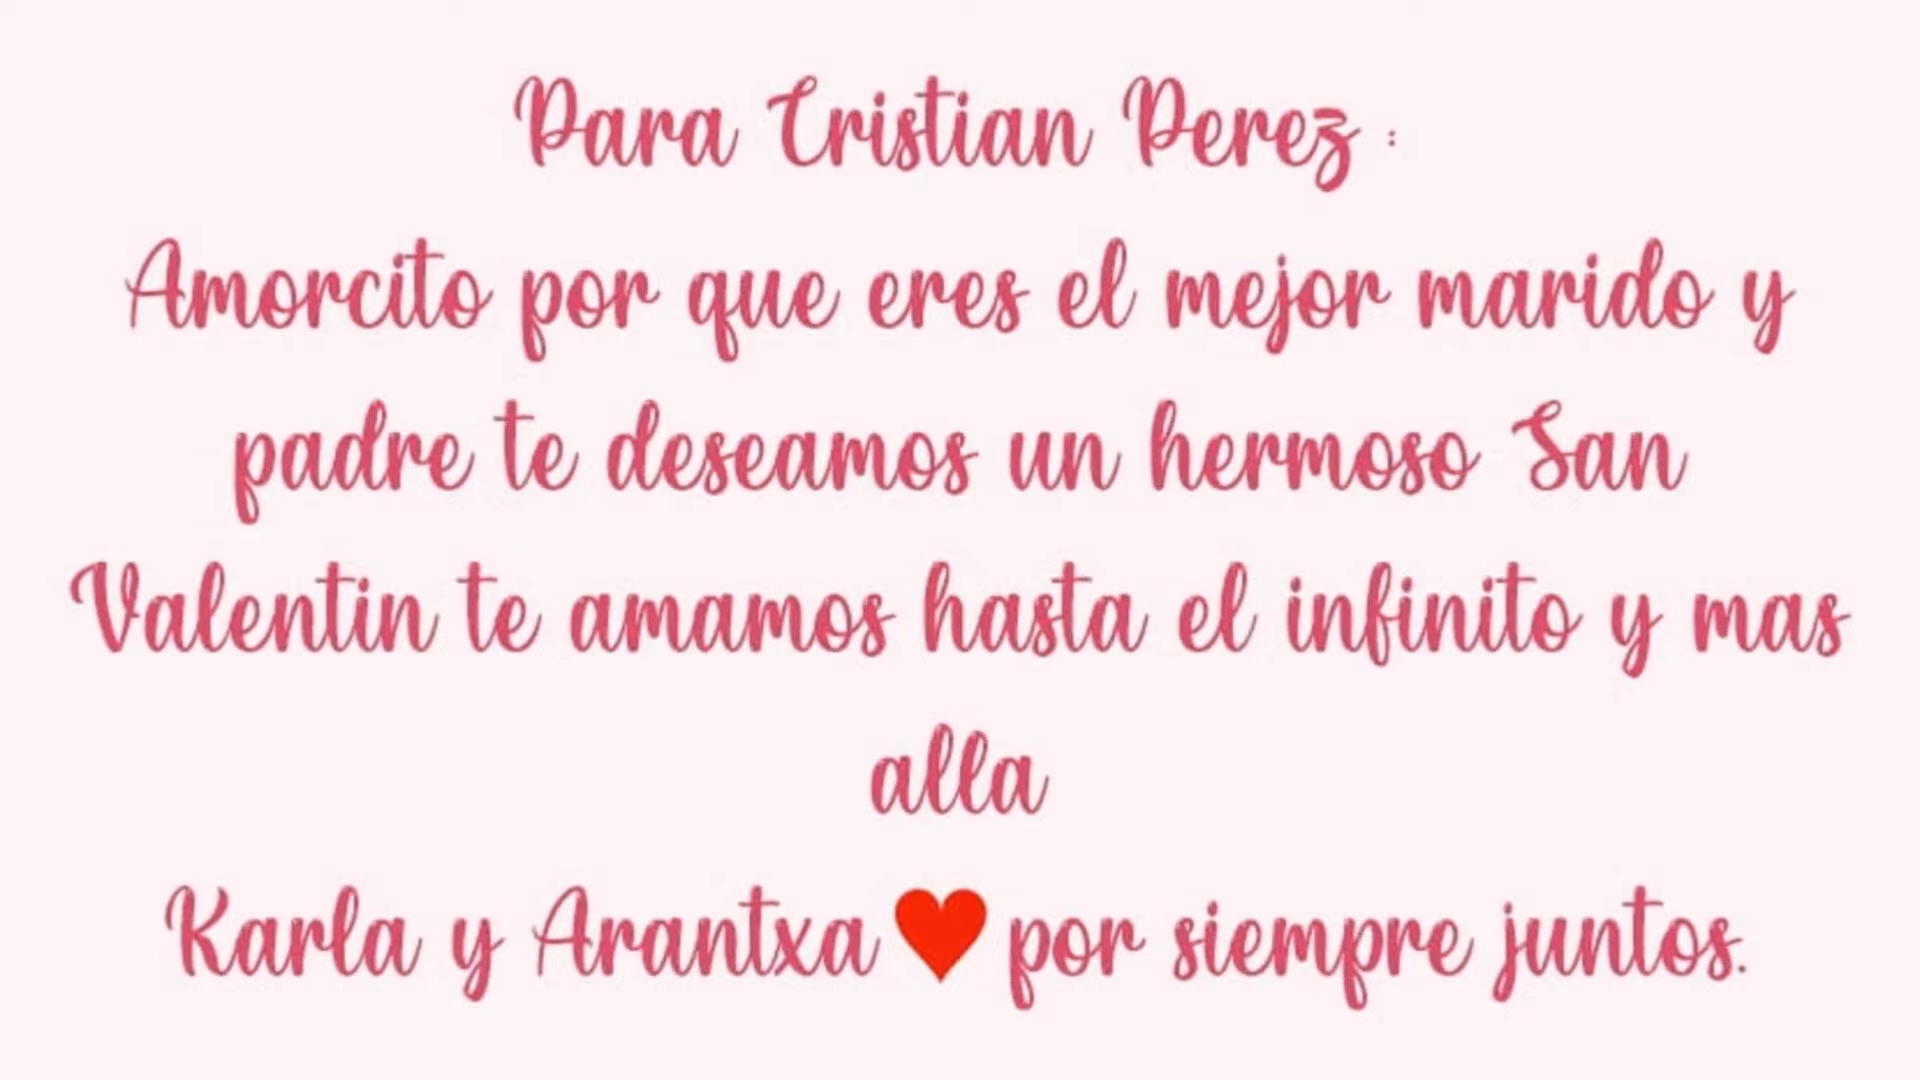 Para Cristian Perez :
Amorcito por que eres el mejor marido y
padre te deseamos un hermoso San
Valentin te amamos hasta el infinito y mas
alla
Karla y Arantxa ♥ por siempre juntos.